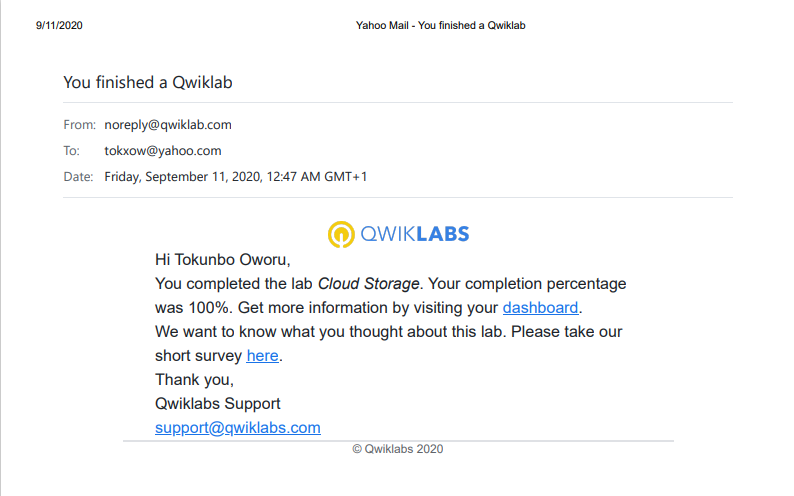 9/11/2020 Yahoo Mail - You finished a Qwiklab
You finished a Qwiklab
From: noreply@qwiklab.com
To: tokxow@yahoo.com
Date: Friday, September 11, 2020, 12:47 AM GMT+1
QWIKLABS
Hi Tokunbo Oworu,
You completed the lab Cloud Storage. Your completion percentage
was 100%. Get more information by visiting your dashboard.
We want to know what you thought about this lab. Please take our
short survey here.
Thank you,
Qwiklabs Support
support@qwiklabs.com
© Qwiklabs 2020